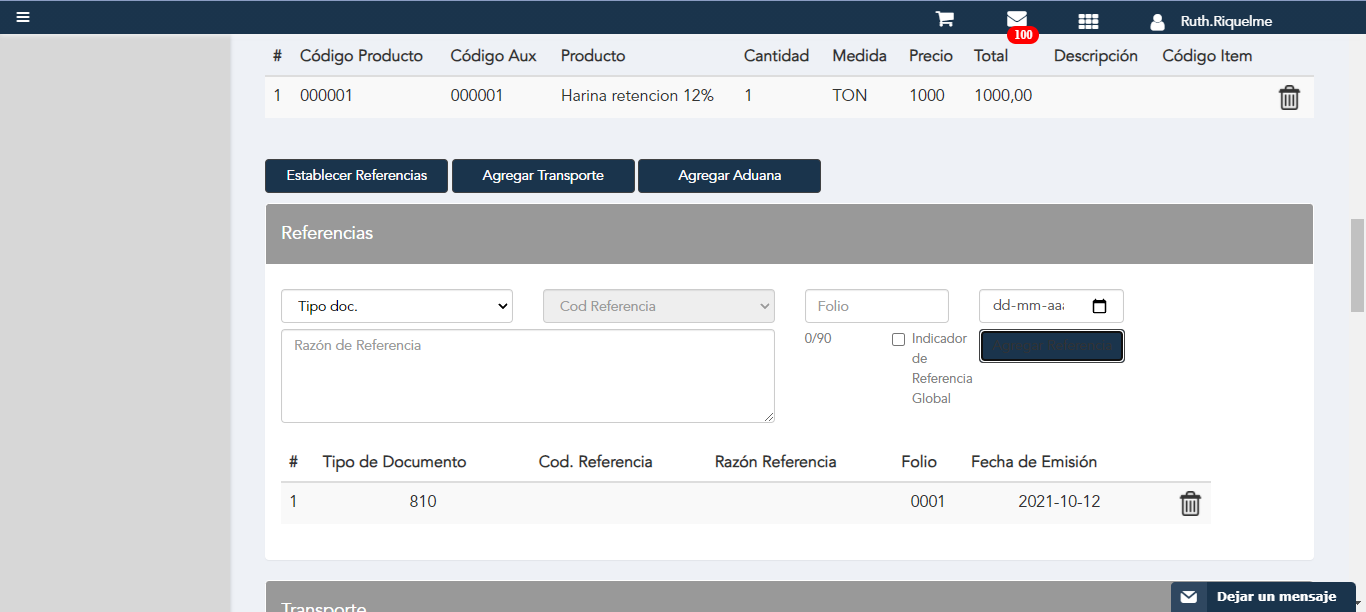 100 Ruth.Riquelme
# Código Producto Código Aux Producto Cantidad Medida Precio Total Descripción Código Item
1 000001 000001 Harina retencion 12% 1 TON 1000 1000,00
Establecer Referencias Agregar Transporte Agregar Aduana
Referencias
Tipo doc. Cod Referencia Folio dd-mm-aaa
Razón de Referencia 0/90 Indicador
de
Referencia
Global
# Tipo de Documento Cod. Referencia Razón Referencia Folio Fecha de Emisión
1 810 0001 2021-10-12
Transporte
Dejar un mensaje